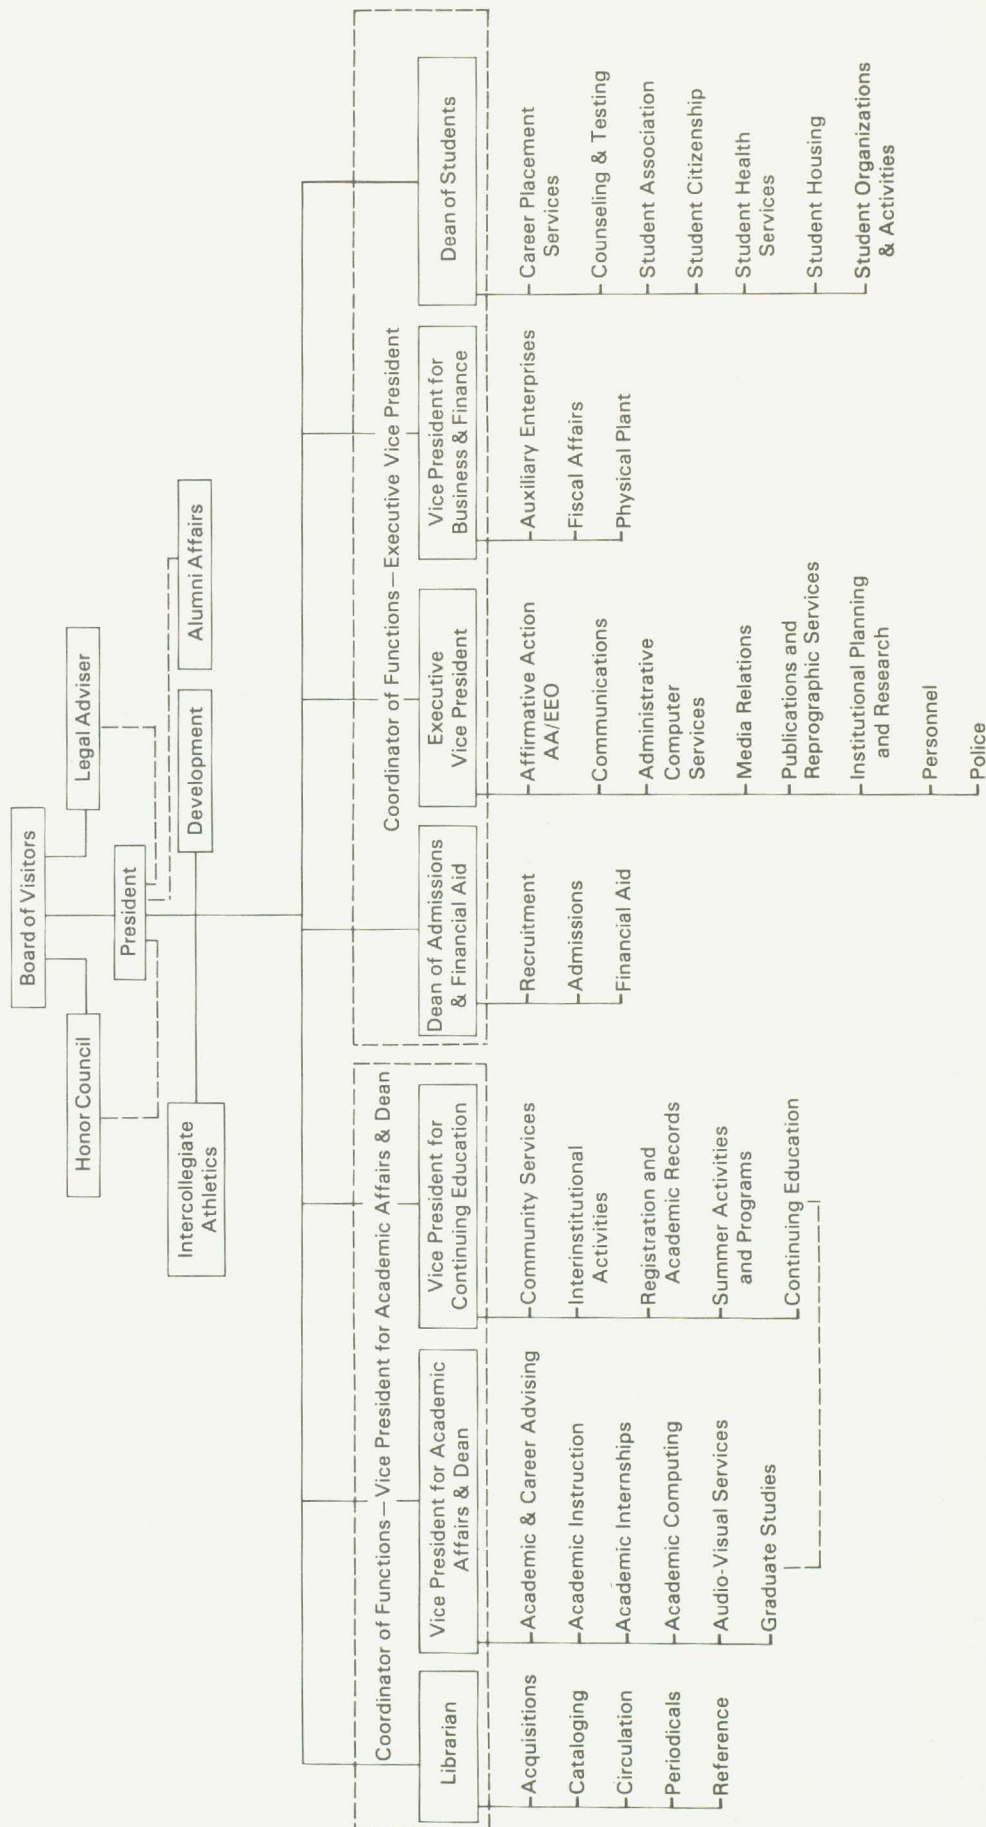 Board of Visitors
Honor Council
Legal Adviser
President
Intercollegiate
Athletics
Development
Alumni Affairs
Coordinator of Functions—Vice President for Academic Affairs & Dean
Coordinator of Functions—Executive Vice President
Librarian
Acquisitions
Cataloging
Circulation
Periodicals
Reference
Vice President for Academic
Affairs & Dean
Academic & Career Advising
Academic Instruction
Academic Internships
Academic Computing
Audio-Visual Services
Graduate Studies
Vice President for
Continuing Education
Community Services
Interinstitutional
Activities
Registration and
Academic Records
Summer Activities
and Programs
Continuing Education
Dean of Admissions
& Financial Aid
Recruitment
Admissions
Financial Aid
Executive
Vice President
Affirmative Action
AA/EEO
Communications
Administrative
Computer
Services
Media Relations
Publications and
Reprographic Services
Institutional Planning
and Research
Personnel
Police
Vice President for
Business & Finance
Auxiliary Enterprises
Fiscal Affairs
Physical Plant
Dean of Students
Career Placement
Services
Counseling & Testing
Student Association
Student Citizenship
Student Health
Services
Student Housing
Student Organizations
& Activities